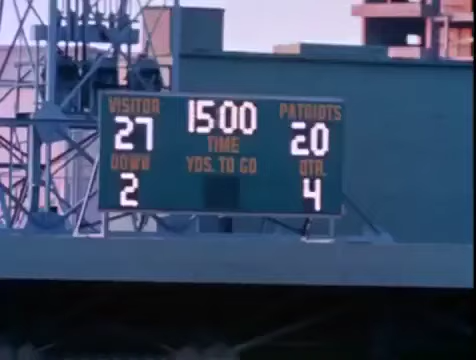 VISITOR 1500 PATRIOTS
27 TIME 20
DOWN YDS. TO GO QTR.
2 4